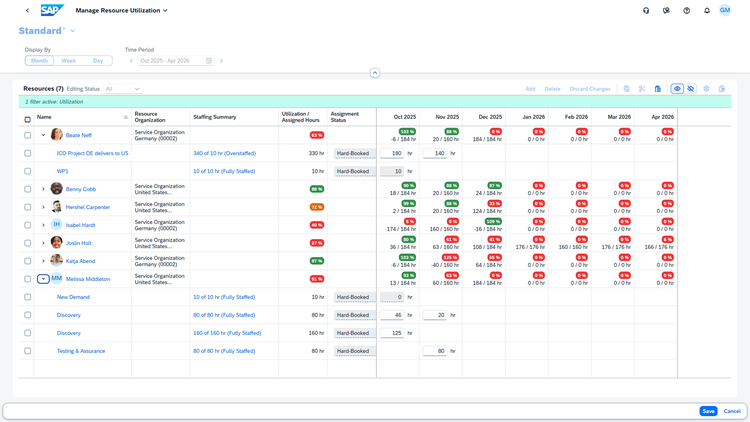 SAP Manage Resource Utilization GM
Standard*
Display By Time Period
Month Week Day Oct 2025 - Apr 2026
Resources (7) Editing Status All Add Delete Discard Changes
1 filter active: Utilization
Name Resource Organization Staffing Summary Utilization / Assigned Hours Assignment Status Oct 2025 Nov 2025 Dec 2025 Jan 2026 Feb 2026 Mar 2026 Apr 2026
Beate Neff Service Organization Germany (00002) 63 % 103 % 88 % 0 % 0 % 0 % 0 % 0 %
-6 / 184 hr 20 / 160 hr 184 / 184 hr 0 / 0 hr 0 / 0 hr 0 / 0 hr 0 / 0 hr
ICO Project DE delivers to US 340 of 10 hr (Overstaffed) 330 hr Hard-Booked 180 hr 140 hr
WP1 10 of 10 hr (Fully Staffed) 10 hr Hard-Booked 10 hr
Benny Cobb Service Organization United States... 88 % 90 % 88 % 87 % 0 % 0 % 0 % 0 %
18 / 184 hr 20 / 160 hr 24 / 184 hr 0 / 0 hr 0 / 0 hr 0 / 0 hr 0 / 0 hr
Hershel Carpenter Service Organization United States... 72 % 99 % 88 % 33 % 0 % 0 % 0 % 0 %
2 / 184 hr 20 / 160 hr 124 / 184 hr 0 / 0 hr 0 / 0 hr 0 / 0 hr 0 / 0 hr
IH Isabel Hardt Service Organization Germany (00002) 40 % 6 % 0 % 109 % 0 % 0 % 0 % 0 %
174 / 184 hr 160 / 160 hr -16 / 184 hr 0 / 0 hr 0 / 0 hr 0 / 0 hr 0 / 0 hr
Joslin Holt Service Organization United States... 27 % 80 % 61 % 41 % 0 % 0 % 0 % 0 %
36 / 184 hr 63 / 160 hr 108 / 184 hr 176 / 176 hr 160 / 160 hr 176 / 176 hr 166 / 176 hr
Katja Abend Service Organization Germany (00002) 97 % 103 % 125 % 65 % 0 % 0 % 0 % 0 %
-6 / 184 hr -40 / 160 hr 64 / 184 hr 0 / 0 hr 0 / 0 hr 0 / 0 hr 0 / 0 hr
MM Melissa Middleton Service Organization United States... 51 % 93 % 63 % 0 % 0 % 0 % 0 % 0 %
13 / 184 hr 60 / 160 hr 184 / 184 hr 0 / 0 hr 0 / 0 hr 0 / 0 hr 0 / 0 hr
New Demand 10 of 10 hr (Fully Staffed) 10 hr Hard-Booked 0 hr
Discovery 80 of 80 hr (Fully Staffed) 80 hr Hard-Booked 46 hr 20 hr
Discovery 160 of 160 hr (Fully Staffed) 160 hr Hard-Booked 125 hr
Testing & Assurance 80 of 80 hr (Fully Staffed) 80 hr Hard-Booked 80 hr
Save Cancel